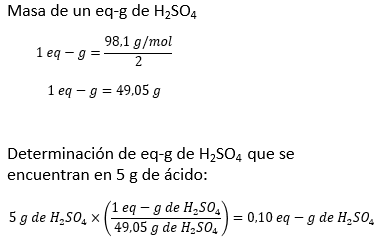 Masa de un eq-g de H₂SO₄
1 eq − g = 98,1 g/mol / 2
1 eq − g = 49,05 g
Determinación de eq-g de H₂SO₄ que se
encuentran en 5 g de ácido:
5 g de H₂SO₄ × (1 eq − g de H₂SO₄ / 49,05 g de H₂SO₄) = 0,10 eq − g de H₂SO₄